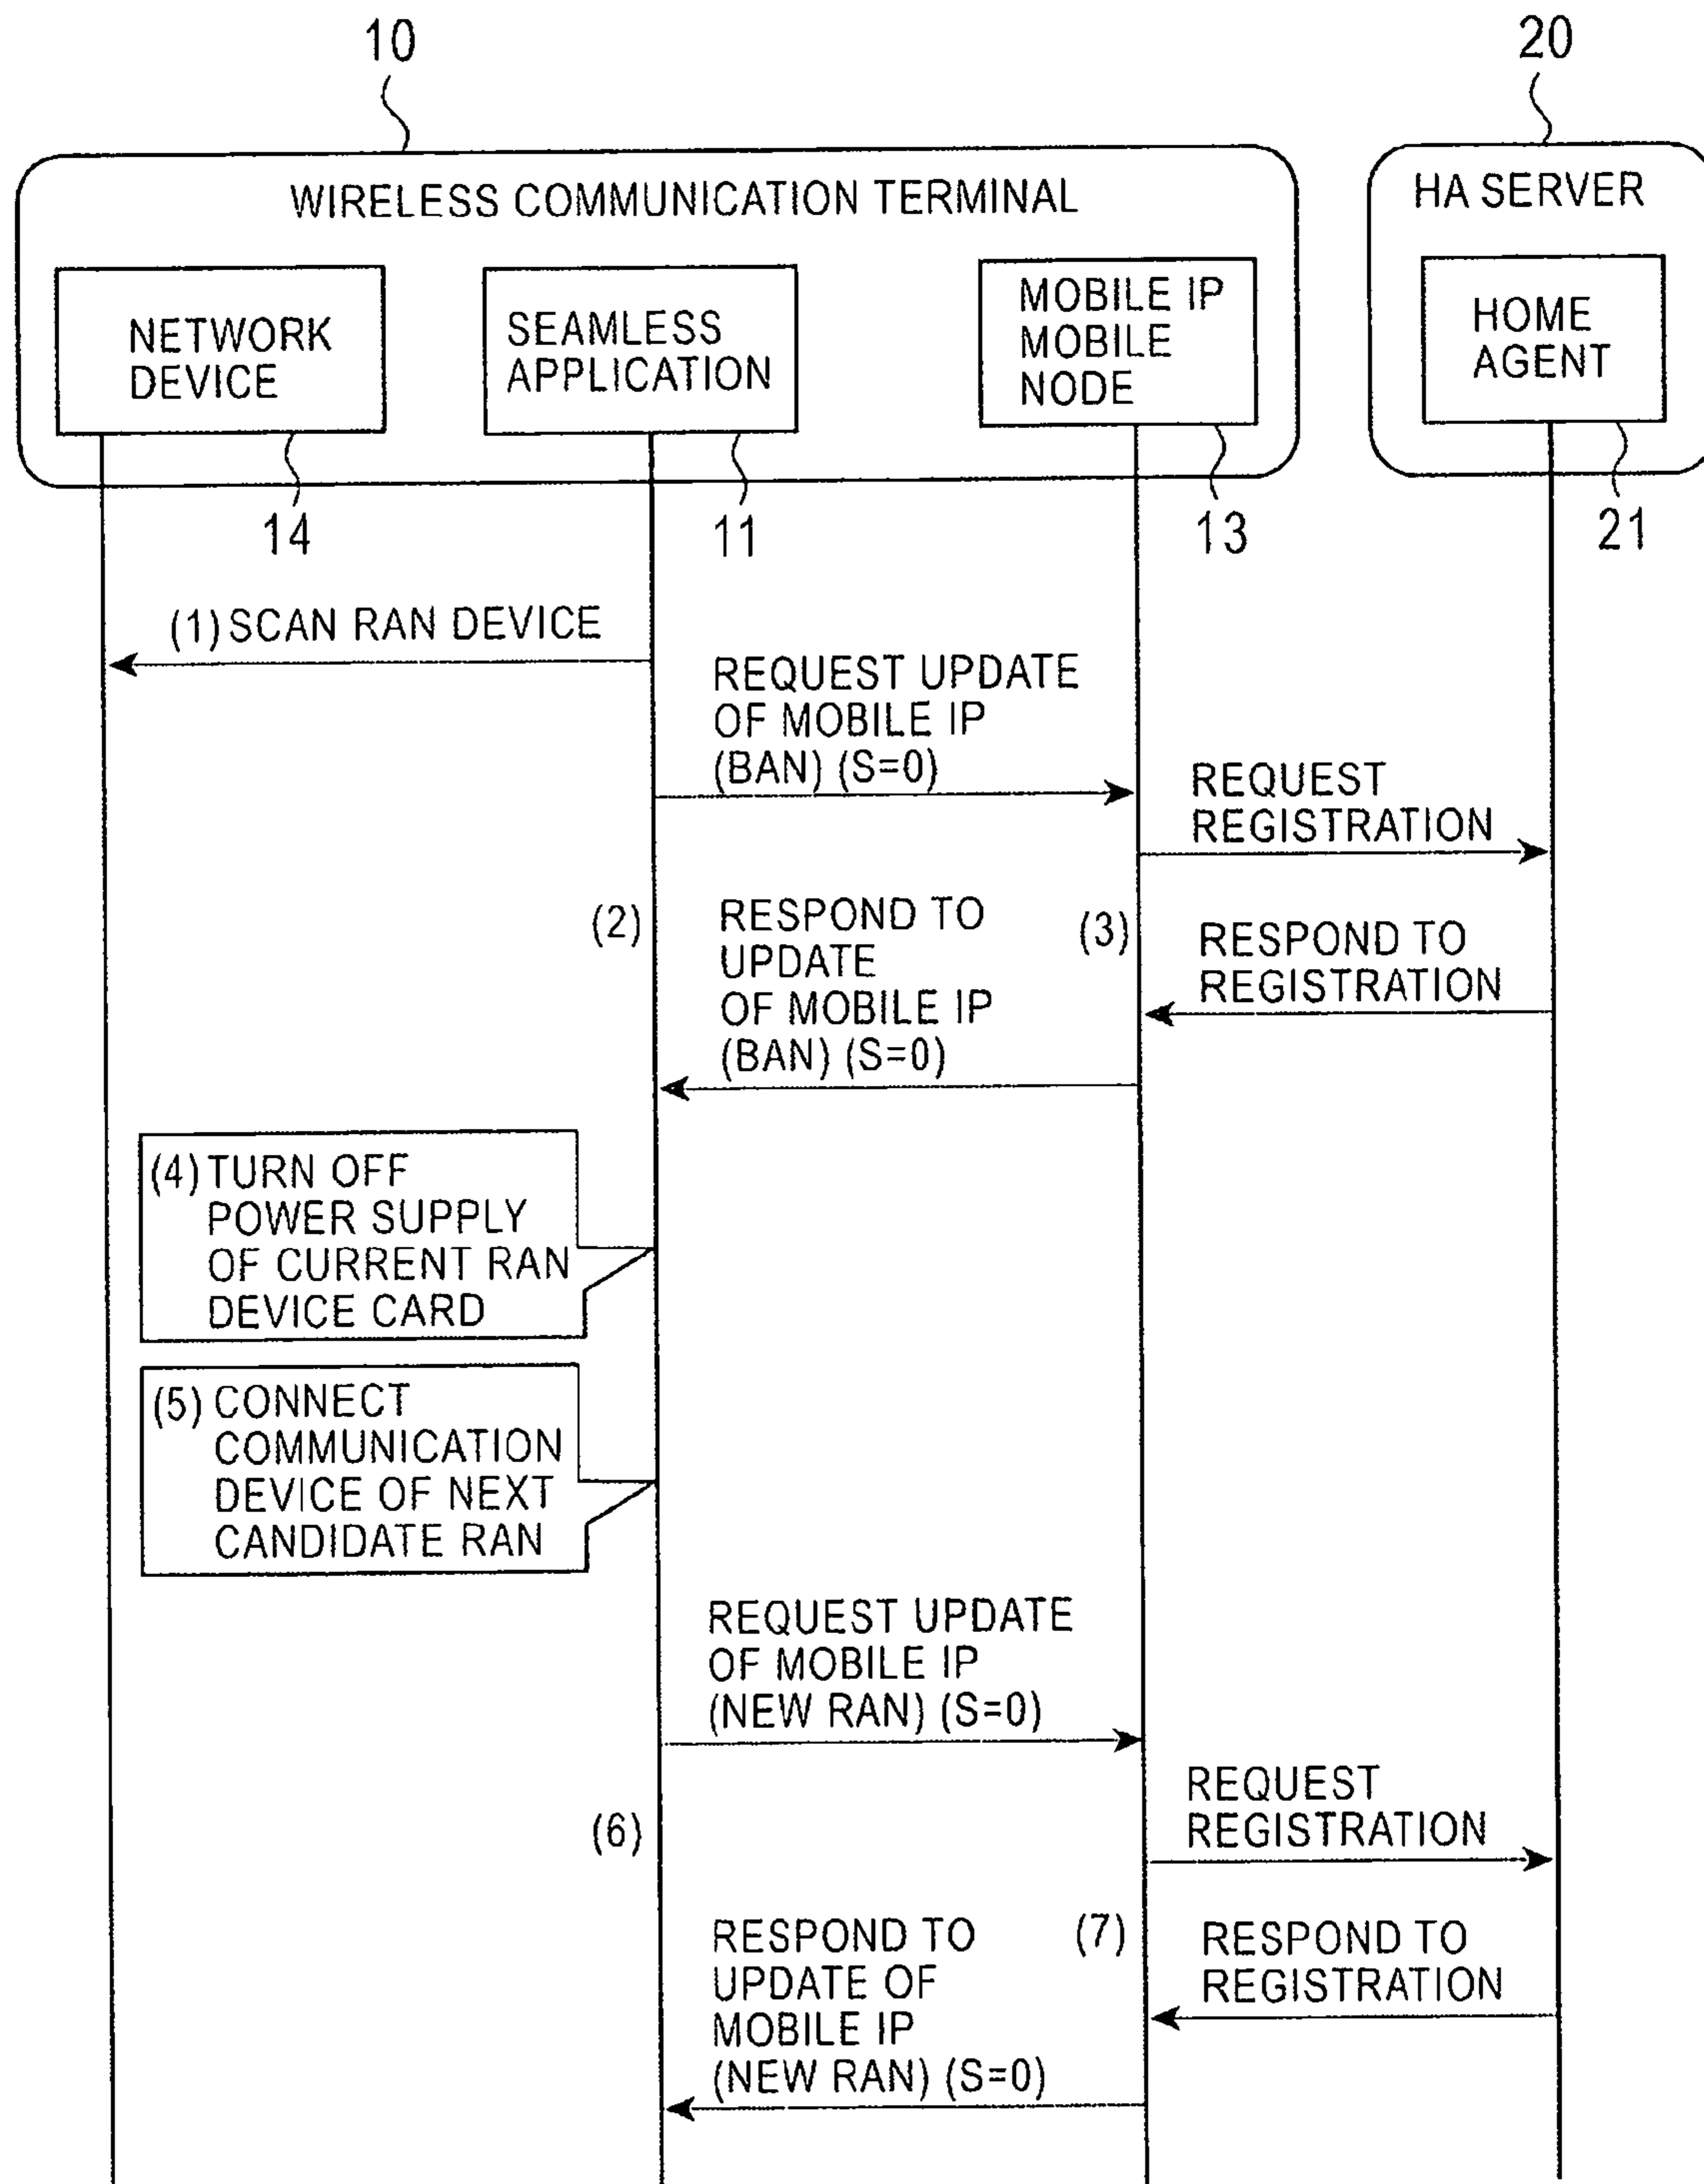 10
20
WIRELESS COMMUNICATION TERMINAL
HA SERVER
NETWORK
DEVICE
SEAMLESS
APPLICATION
MOBILE IP
MOBILE
NODE
HOME
AGENT
14
11
13
21
(1) SCAN RAN DEVICE
REQUEST UPDATE
OF MOBILE IP
(BAN) (S=0)
REQUEST
REGISTRATION
(2)
RESPOND TO
UPDATE
OF MOBILE IP
(BAN) (S=0)
(3)
RESPOND TO
REGISTRATION
(4) TURN OFF
POWER SUPPLY
OF CURRENT RAN
DEVICE CARD
(5) CONNECT
COMMUNICATION
DEVICE OF NEXT
CANDIDATE RAN
REQUEST UPDATE
OF MOBILE IP
(NEW RAN) (S=0)
REQUEST
REGISTRATION
(6)
RESPOND TO
UPDATE OF
MOBILE IP
(NEW RAN) (S=0)
(7)
RESPOND TO
REGISTRATION